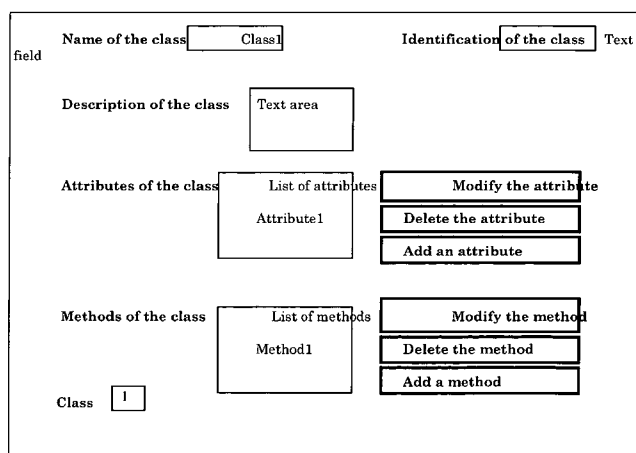 Name of the class Class1 Identification of the class Text
field
Description of the class Text area
Attributes of the class List of attributes Modify the attribute
Attribute1 Delete the attribute
Add an attribute
Methods of the class List of methods Modify the method
Method1 Delete the method
Add a method
Class 1